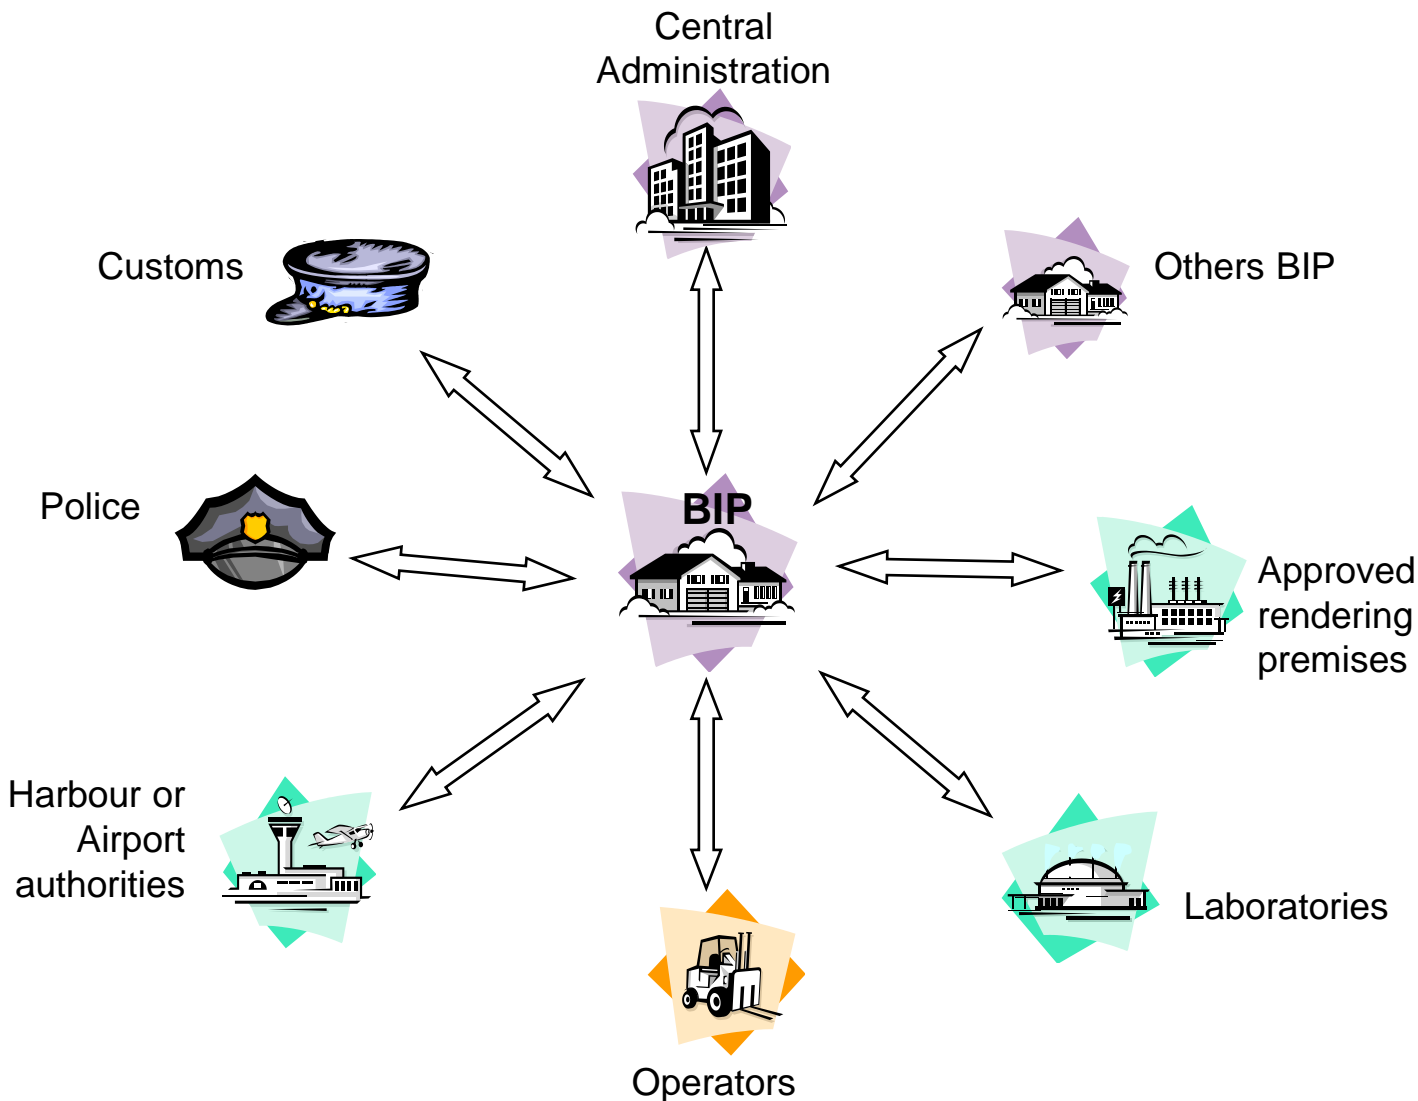 Central
Administration
Customs
Others BIP
Police
BIP
Approved
rendering
premises
Harbour or
Airport
authorities
Laboratories
Operators